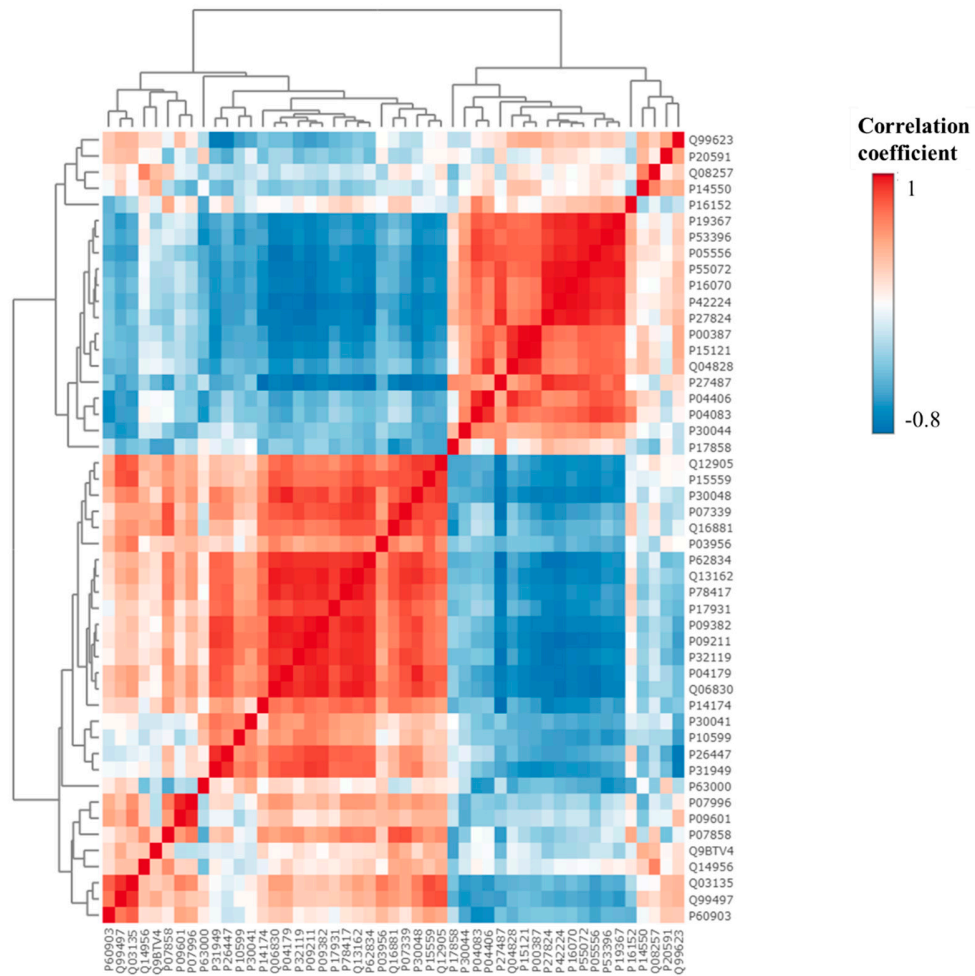 Correlation
coefficient
1
-0.8
Q99623
P20591
Q08257
P14550
P16152
P19367
P53396
P05556
P55072
P16070
P42224
P27824
P00387
P15121
Q04828
P27487
P04406
P04083
P30044
P17858
Q12905
P15559
P30048
P07339
Q16881
P03956
P62834
Q13162
P78417
P17931
P09382
P09211
P32119
P04179
Q06830
P14174
P30041
P10599
P26447
P31949
P63000
P07996
P09601
P07858
Q9BTV4
Q14956
Q03135
Q99497
P60903
P60903
Q99497
Q03135
Q14956
Q9BTV4
P07858
P09601
P07996
P63000
P31949
P26447
P10599
P30041
P14174
Q06830
P04179
P32119
P09211
P09382
P17931
P78417
Q13162
P62834
P03956
Q16881
P07339
P30048
P15559
Q12905
P17858
P30044
P04083
P04406
P27487
Q04828
P15121
P00387
P27824
P42224
P16070
P55072
P05556
P53396
P19367
P16152
P14550
Q08257
P20591
Q99623